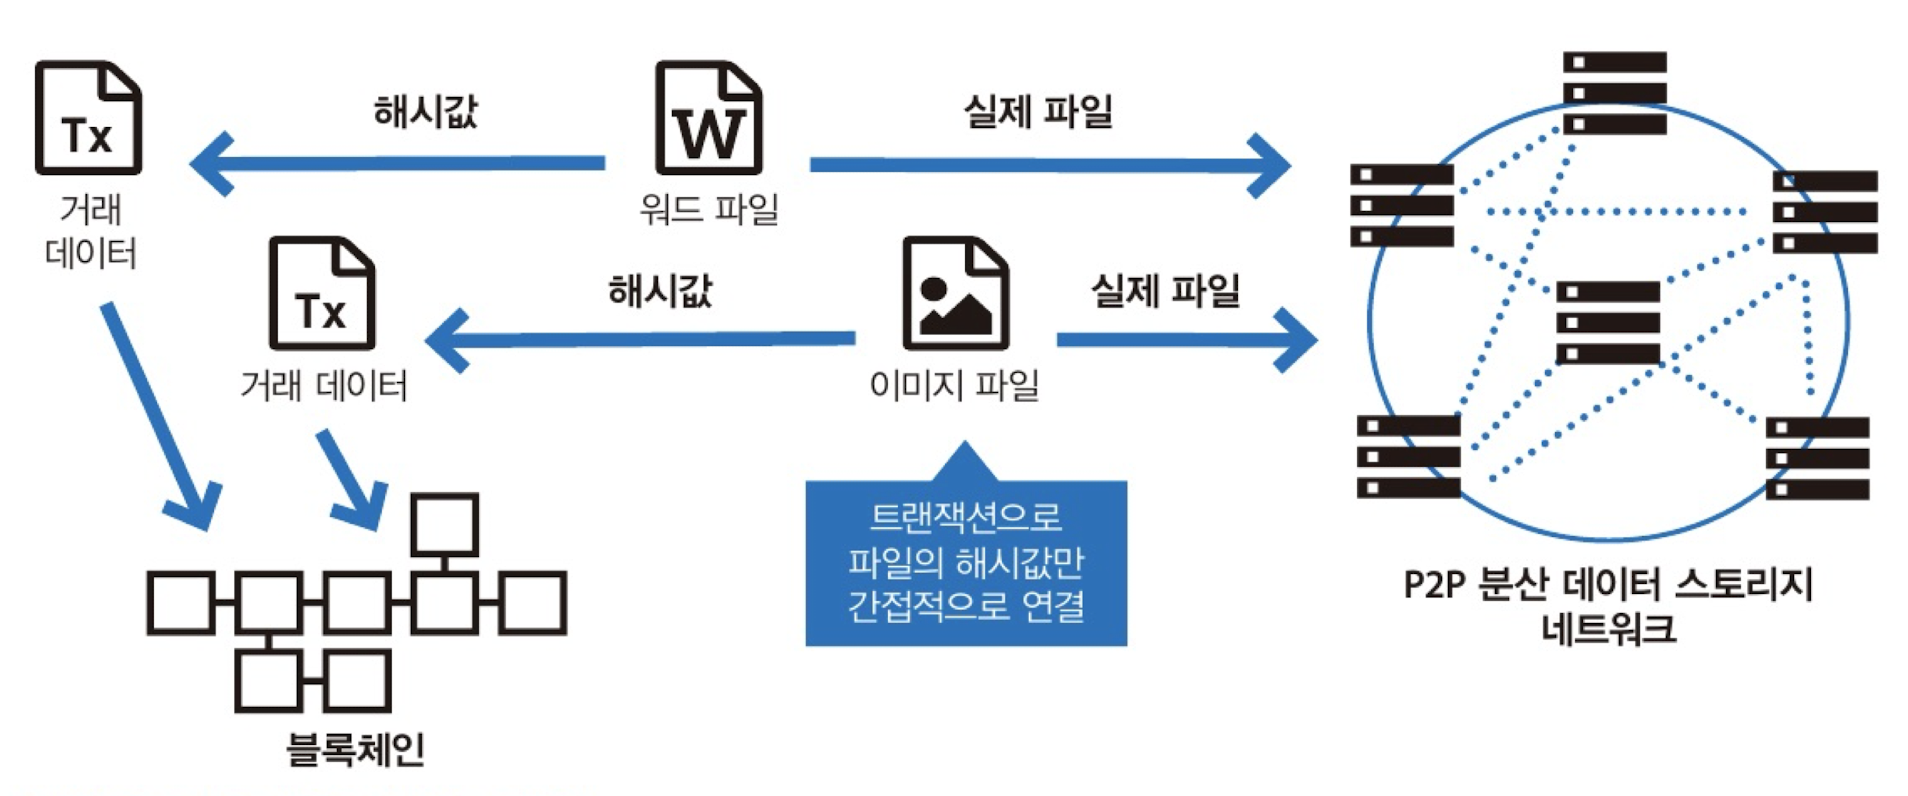 Tx
해시값
W
실제 파일
거래
데이터
워드 파일
Tx
해시값
실제 파일
거래 데이터
이미지 파일
트랜잭션으로
파일의 해시값만
간접적으로 연결
P2P 분산 데이터 스토리지
네트워크
블록체인